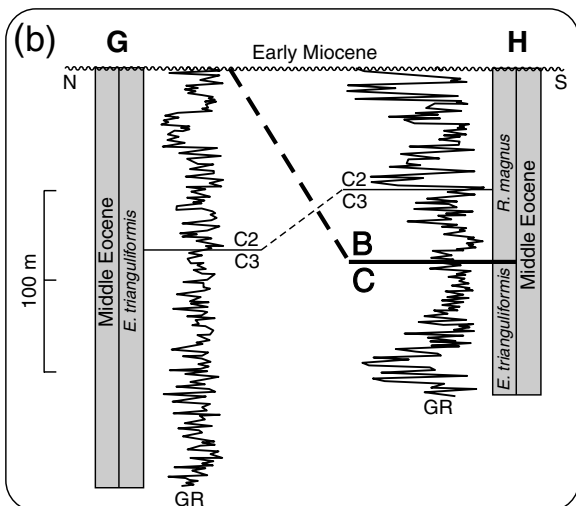 (b)
G
H
Early Miocene
N
S
Middle Eocene
E. trianguliformis
C2
C3
C2
C3
B
C
R. magnus
E. trianguliformis
Middle Eocene
100 m
GR
GR